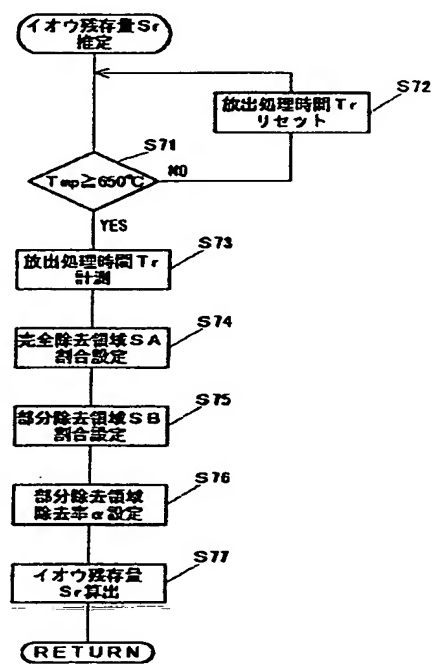 イオウ残存量Sr
推定
放出処理時間Tr
リセット
S72
S71
Tmp≧650℃
NO
YES
S73
放出処理時間Tr
計測
S74
完全除去領域SA
割合設定
S75
部分除去領域SB
割合設定
S76
部分除去領域
除去率α設定
S77
イオウ残存量
Sr算出
RETURN